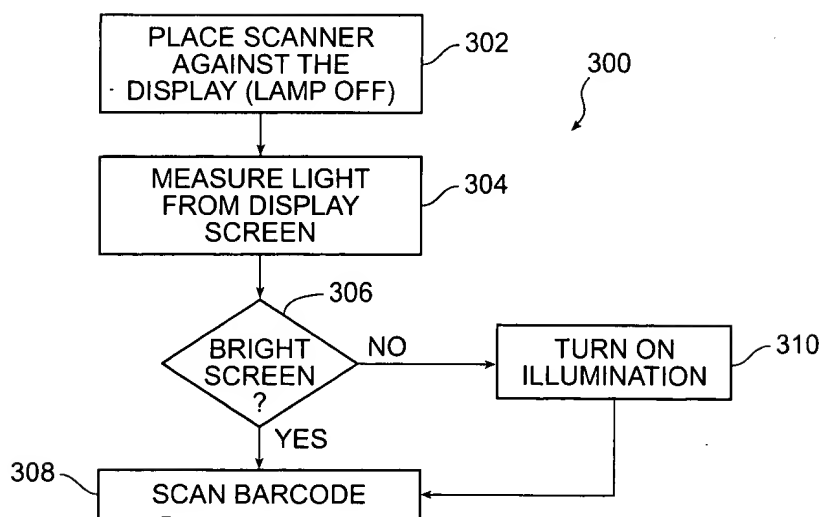 PLACE SCANNER
AGAINST THE
DISPLAY (LAMP OFF)
302
300
MEASURE LIGHT
FROM DISPLAY
SCREEN
304
306
BRIGHT
SCREEN
?
NO
TURN ON
ILLUMINATION
310
YES
308
SCAN BARCODE